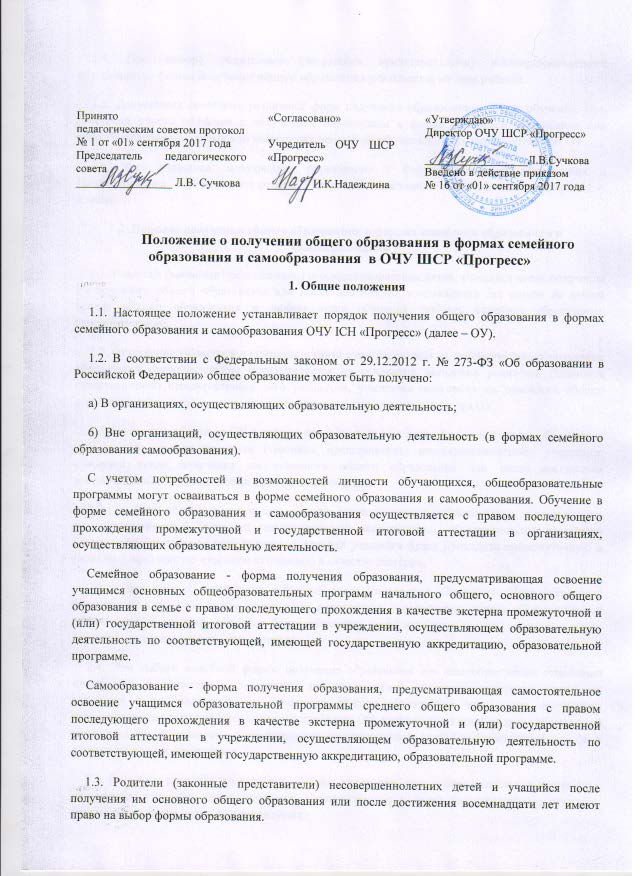 Принято
педагогическим советом протокол
№ 1 от «01» сентября 2017 года
Председатель педагогического
совета
Л.В. Сучкова
«Согласовано»
Учредитель ОЧУ ШСР
«Прогресс»
И.К.Надеждина
«Утверждаю»
Директор ОЧУ ШСР «Прогресс»
Л.В.Сучкова
Введено в действие приказом
№ 16 от «01» сентября 2017 года
Школа
стратегического
Положение о получении общего образования в формах семейного
образования и самообразования в ОЧУ ШСР «Прогресс»
1. Общие положения
1.1. Настоящее положение устанавливает порядок получения общего образования в формах
семейного образования и самообразования ОЧУ ICH «Прогресс» (далее – ОУ).
1.2. В соответствии с Федеральным законом от 29.12.2012 г. № 273-ФЗ «Об образовании в
Российской Федерации» общее образование может быть получено:
а) В организациях, осуществляющих образовательную деятельность;
6) Вне организаций, осуществляющих образовательную деятельность (в формах семейного
образования самообразования).
С учетом потребностей и возможностей личности обучающихся, общеобразовательные
программы могут осваиваться в форме семейного образования и самообразования. Обучение в
форме семейного образования и самообразования осуществляется с правом последующего
прохождения промежуточной и государственной итоговой аттестации в организациях,
осуществляющих образовательную деятельность.
Семейное образование - форма получения образования, предусматривающая освоение
учащимся основных общеобразовательных программ начального общего, основного общего
образования в семье с правом последующего прохождения в качестве экстерна промежуточной и
(или) государственной итоговой аттестации в учреждении, осуществляющем образовательную
деятельность по соответствующей, имеющей государственную аккредитацию, образовательной
программе.
Самообразование - форма получения образования, предусматривающая самостоятельное
освоение учащимся образовательной программы среднего общего образования с правом
последующего прохождения в качестве экстерна промежуточной и (или) государственной
итоговой аттестации в учреждении, осуществляющем образовательную деятельность по
соответствующей, имеющей государственную аккредитацию, образовательной программе.
1.3. Родители (законные представители) несовершеннолетних детей и учащийся после
получения им основного общего образования или после достижения восемнадцати лет имеют
право на выбор формы образования.